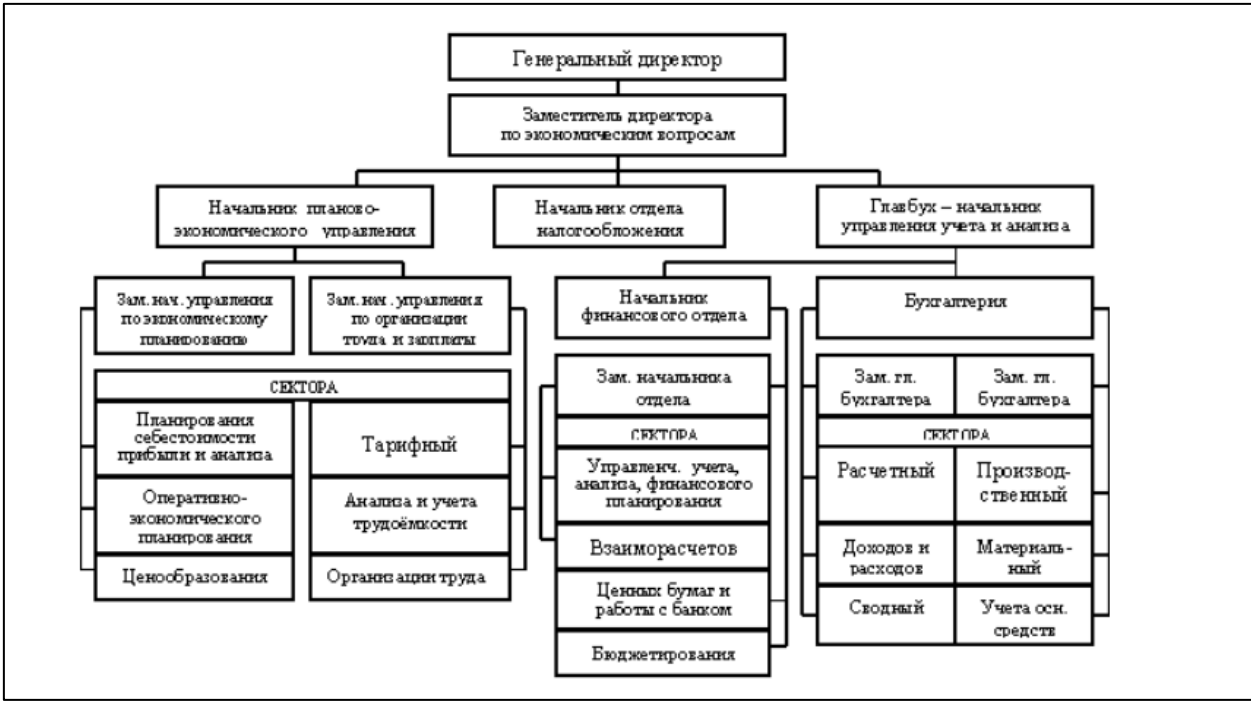 Генеральный директор
Заместитель директора
по экономическим вопросам
Начальник планово-
экономического управления
Начальник отдела
налогообложения
Главбух – начальник
управления учета и анализа
Зам. нач. управления
по экономическому
планированию
Зам. нач. управления
по организации
труда и зарплаты
Начальник
финансового отдела
Бухгалтерия
СЕКТОРА
Планирования
себестоимости
прибыли и анализа
Тарифный
Оперативно-
экономического
планирования
Анализа и учета
трудоёмкости
Ценообразования
Организации труда
Зам. начальника
отдела
СЕКТОРА
Управленч. учета,
анализа, финансового
планирования
Взаиморасчетов
Ценных бумаг и
работы с банком
Бюджетирования
Зам. гл.
бухгалтера
Зам. гл.
бухгалтера
СЕКТОРА
Расчетный
Производ-
ственный
Доходов и
расходов
Материаль-
ный
Сводный
Учета осн.
средств